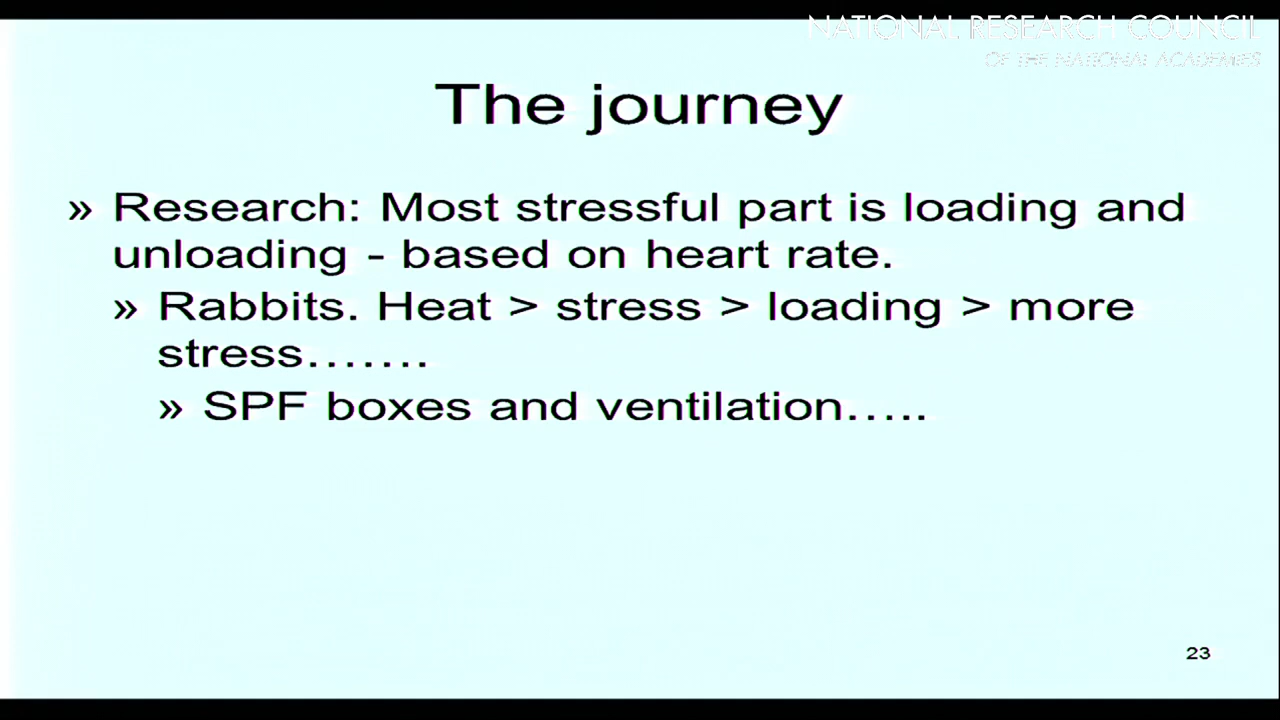 NATIONAL RESEARCH COUNCIL
OF THE NATIONAL ACADEMIES
The journey
» Research: Most stressful part is loading and
unloading - based on heart rate.
» Rabbits. Heat > stress > loading > more
stress…….
» SPF boxes and ventilation…..
23